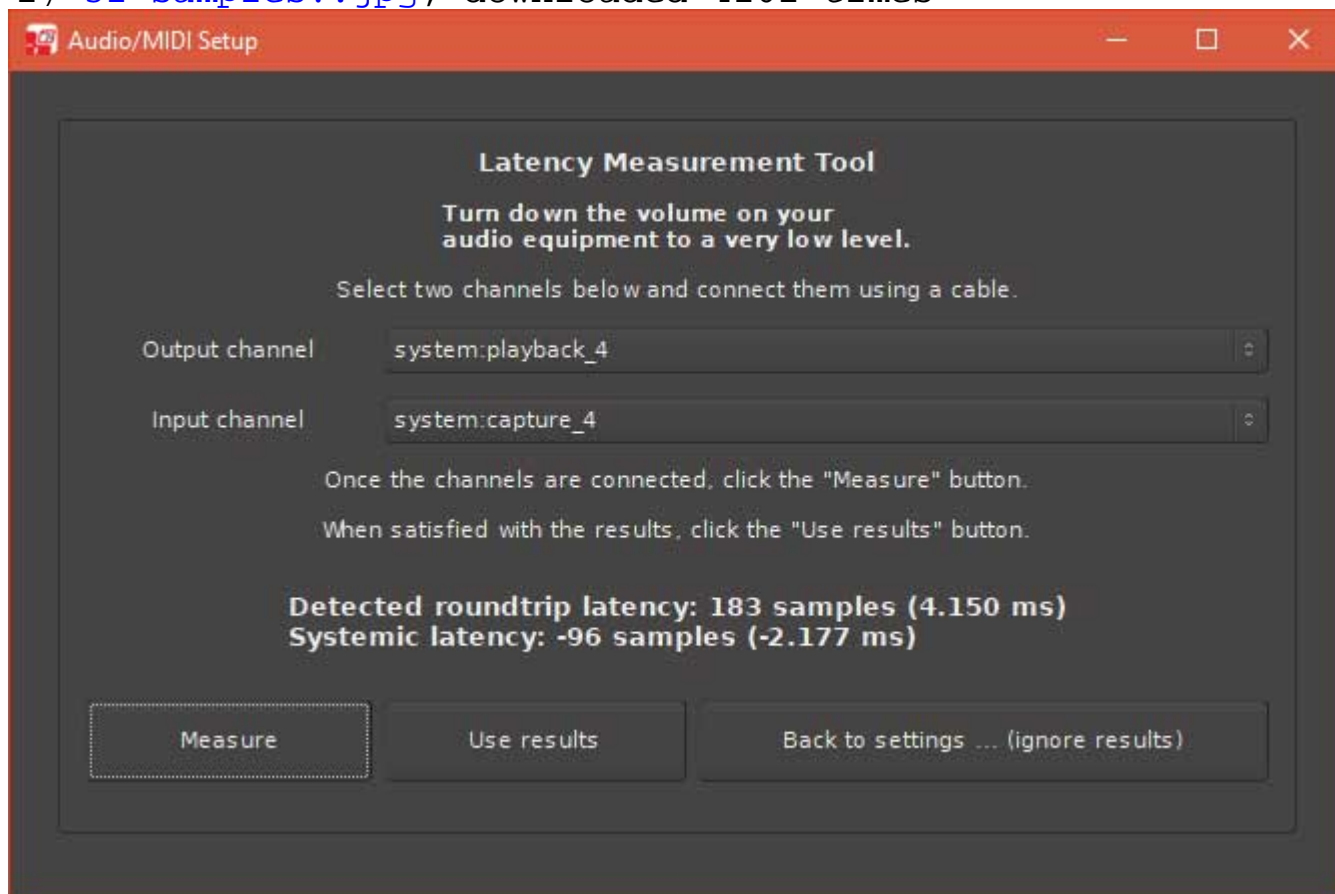 Audio/MIDI Setup
Latency Measurement Tool
Turn down the volume on your
audio equipment to a very low level.
Select two channels below and connect them using a cable.
Output channel system:playback_4
Input channel system:capture_4
Once the channels are connected, click the "Measure" button.
When satisfied with the results, click the "Use results" button.
Detected roundtrip latency: 183 samples (4.150 ms)
Systemic latency: -96 samples (-2.177 ms)
Measure Use results Back to settings ... (ignore results)